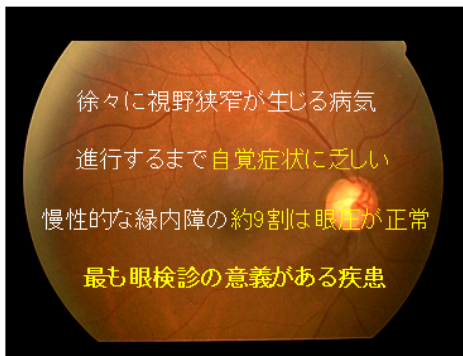 徐々に視野狭窄が生じる病気
進行するまで自覚症状に乏しい
慢性的な緑内障の約9割は眼圧が正常
最も眼検診の意義がある疾患